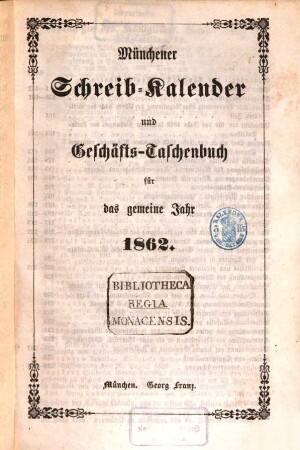 Münchener
Schreib-Kalender
und
Geschäfts-Taschenbuch
für
das gemeine Jahr
1862.
BIBLIOTHECA
REGIA
MONACENSIS.
München. Georg Franz.